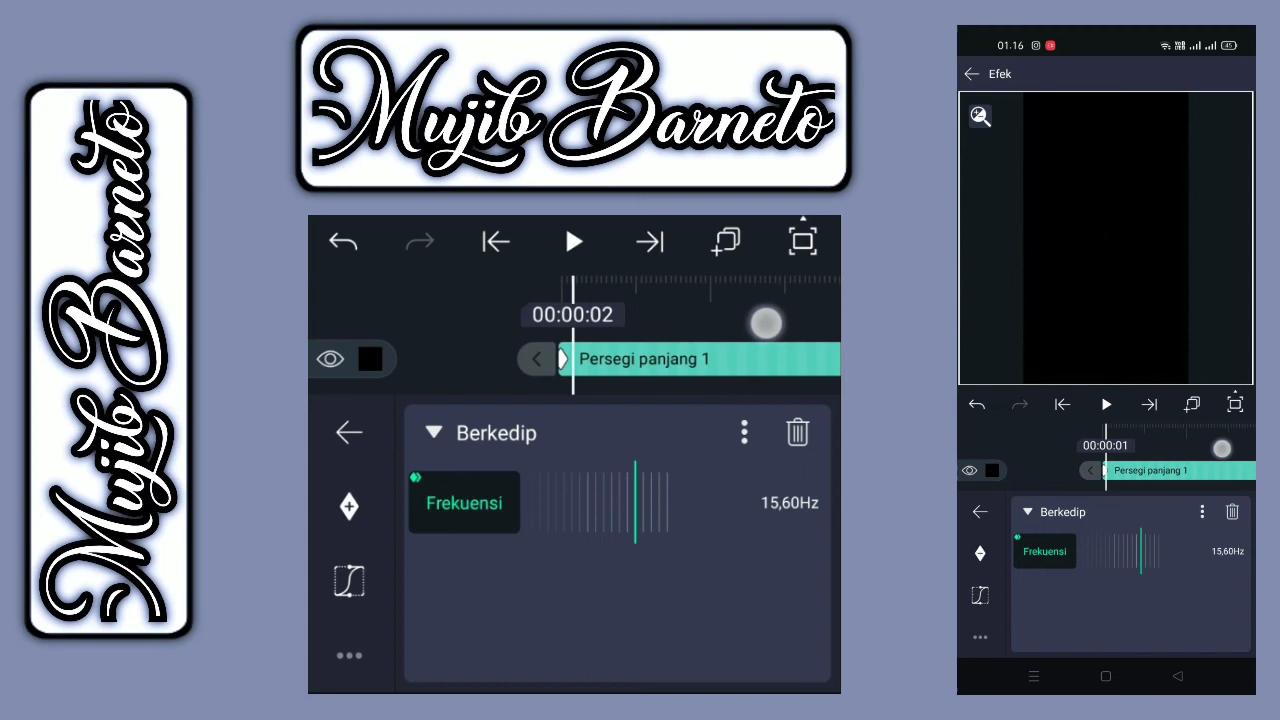 Mujib Barneto
Mujib Barneto
00:00:02
Persegi panjang 1
Berkedip
Frekuensi
15,60Hz
01.16
45
Efek
00:00:01
Persegi panjang 1
Berkedip
Frekuensi
15,60Hz